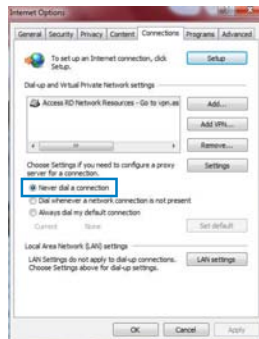 Internet Options
General Security Privacy Content Connections Programs Advanced
To set up an Internet connection, click
Setup.
Setup
Dial-up and Virtual Private Network settings
Access RD Network Resources - Go to vpn.as
Add...
Add VPN...
Remove...
Choose Settings if you need to configure a proxy
server for a connection.
Settings
Never dial a connection
Dial whenever a network connection is not present
Always dial my default connection
Current None
Set default
Local Area Network (LAN) settings
LAN Settings do not apply to dial-up connections.
Choose Settings above for dial-up settings.
LAN settings
OK Cancel Apply